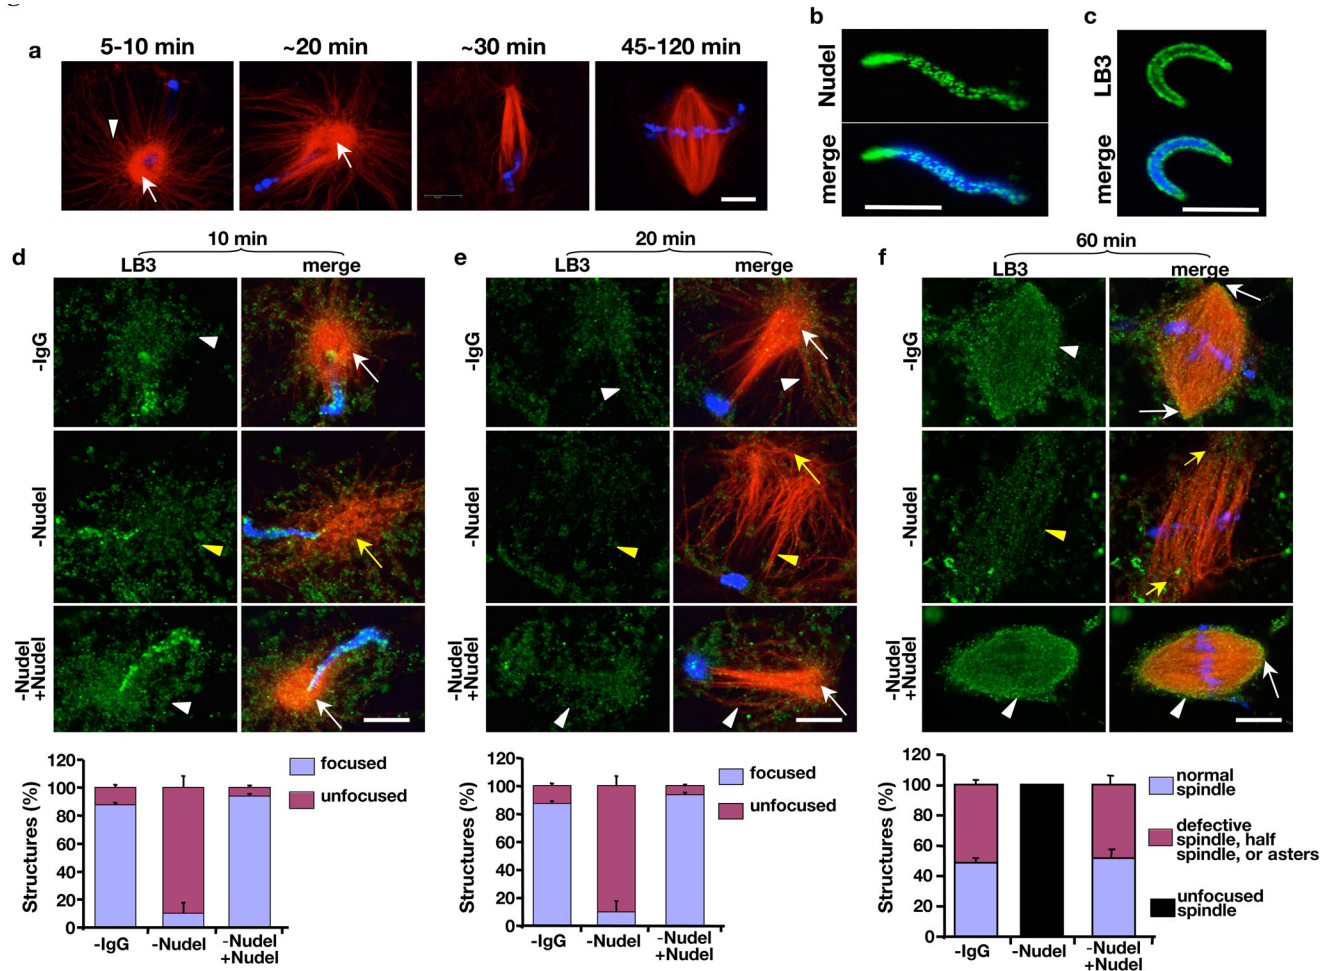 a
5-10 min
~20 min
~30 min
45-120 min
b
Nudel
merge
c
LB3
merge
d
10 min
LB3
merge
-IgG
-Nudel
-Nudel
+Nudel
e
20 min
LB3
merge
-IgG
-Nudel
-Nudel
+Nudel
f
60 min
LB3
merge
-IgG
-Nudel
-Nudel
+Nudel
Structures (%)
120
100
80
60
40
20
0
-IgG
-Nudel
-Nudel
+Nudel
focused
unfocused
Structures (%)
120
100
80
60
40
20
0
-IgG
-Nudel
-Nudel
+Nudel
focused
unfocused
Structures (%)
120
100
80
60
40
20
0
-IgG
-Nudel
-Nudel
+Nudel
normal
spindle
defective
spindle, half
spindle, or asters
unfocused
spindle